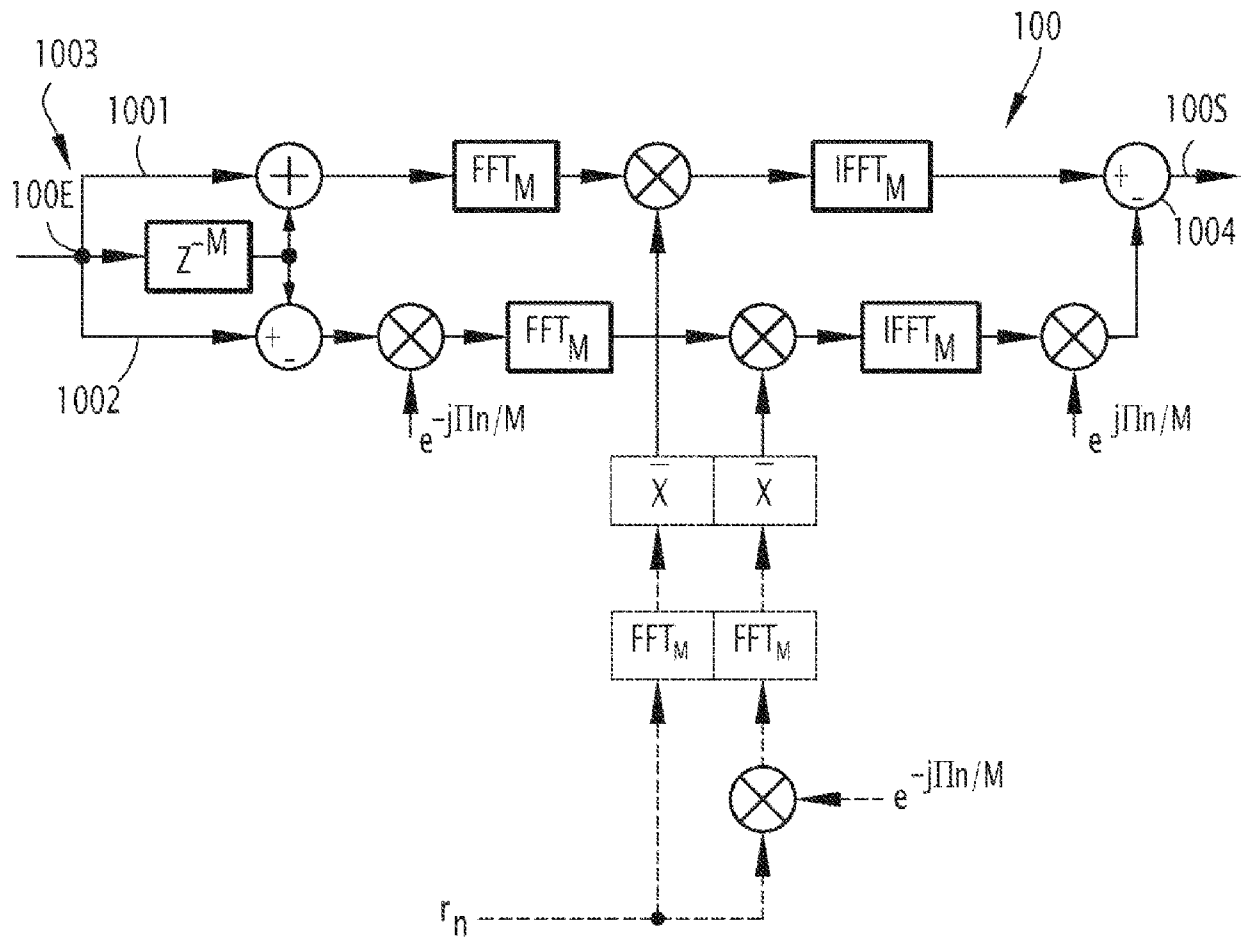 100
1003
1001
100S
100E
+
FFT_M
IFFT_M
+
-
1004
Z^-M
+
-
FFT_M
IFFT_M
1002
e^-jΠn/M
e^jΠn/M
X̅ X̅
FFT_M FFT_M
e^-jΠn/M
r_n